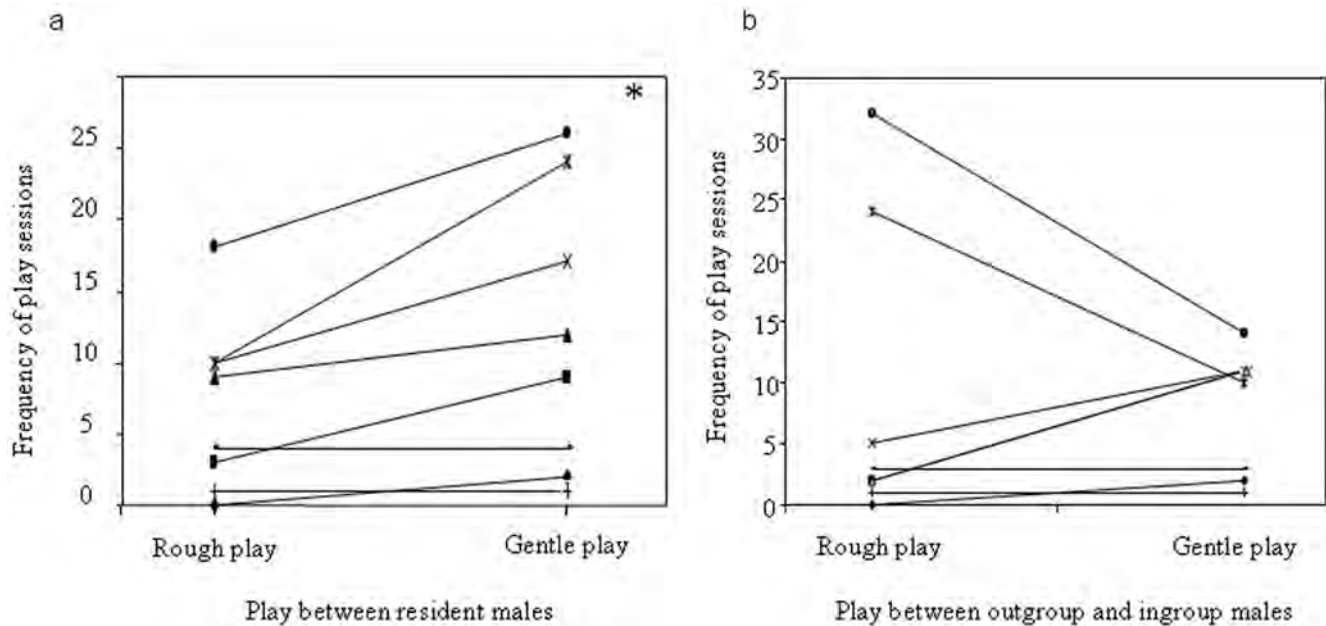 a
Frequency of play sessions
25
20
15
10
5
0
*
Rough play
Gentle play
Play between resident males
b
Frequency of play sessions
35
30
25
20
15
10
5
0
Rough play
Gentle play
Play between outgroup and ingroup males